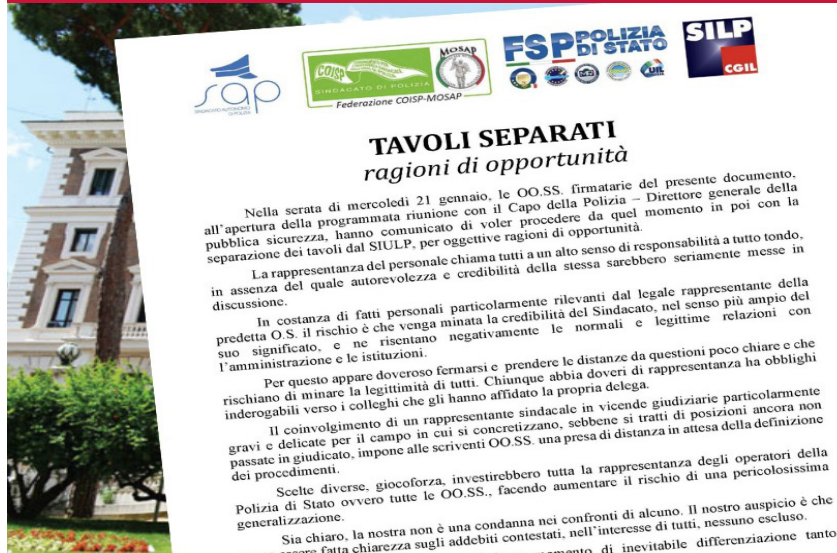 sap
SINDACATO AUTONOMO
DI POLIZIA
COISP
SINDACATO DI POLIZIA
MOSAP
Federazione COISP-MOSAP
FSP POLIZIA
DI STATO
UIL
SILP
CGIL
TAVOLI SEPARATI
ragioni di opportunità
Nella serata di mercoledì 21 gennaio, le OO.SS. firmatarie del presente documento,
all'apertura della programmata riunione con il Capo della Polizia – Direttore generale della
pubblica sicurezza, hanno comunicato di voler procedere da quel momento in poi con la
separazione dei tavoli dal SIULP, per oggettive ragioni di opportunità.
La rappresentanza del personale chiama tutti a un alto senso di responsabilità a tutto tondo,
in assenza del quale autorevolezza e credibilità della stessa sarebbero seriamente messe in
discussione.
In costanza di fatti personali particolarmente rilevanti dal legale rappresentante della
predetta O.S. il rischio è che venga minata la credibilità del Sindacato, nel senso più ampio del
suo significato, e ne risentano negativamente le normali e legittime relazioni con
l'amministrazione e le istituzioni.
Per questo appare doveroso fermarsi e prendere le distanze da questioni poco chiare e che
rischiano di minare la legittimità di tutti. Chiunque abbia doveri di rappresentanza ha obblighi
inderogabili verso i colleghi che gli hanno affidato la propria delega.
Il coinvolgimento di un rappresentante sindacale in vicende giudiziarie particolarmente
gravi e delicate per il campo in cui si concretizzano, sebbene si tratti di posizioni ancora non
passate in giudicato, impone alle scriventi OO.SS. una presa di distanza in attesa della definizione
dei procedimenti.
Scelte diverse, giocoforza, investirebbero tutta la rappresentanza degli operatori della
Polizia di Stato ovvero tutte le OO.SS., facendo aumentare il rischio di una pericolosissima
generalizzazione.
Sia chiaro, la nostra non è una condanna nei confronti di alcuno. Il nostro auspicio è che
essere fatta chiarezza sugli addebiti contestati, nell'interesse di tutti, nessuno escluso.
di inevitabile differenziazione tanto